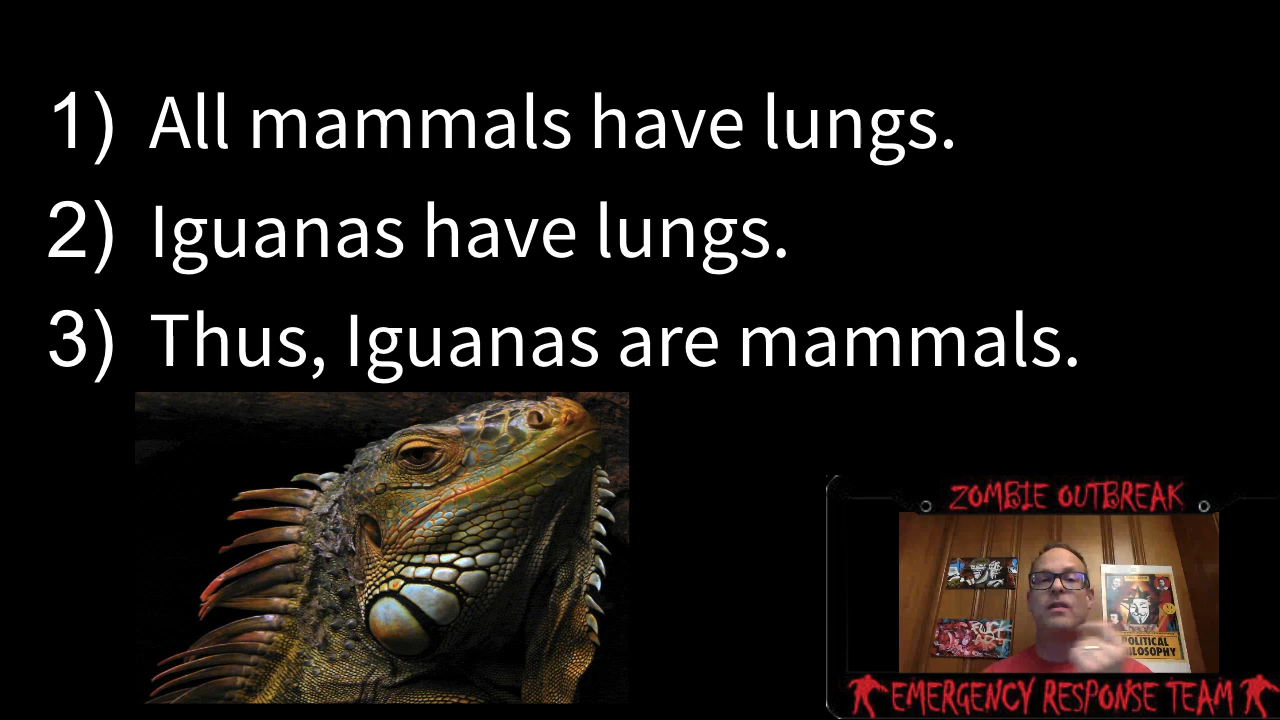 1) All mammals have lungs.
2) Iguanas have lungs.
3) Thus, Iguanas are mammals.
ZOMBIE OUTBREAK
POLITICAL
EMERGENCY RESPONSE TEAM